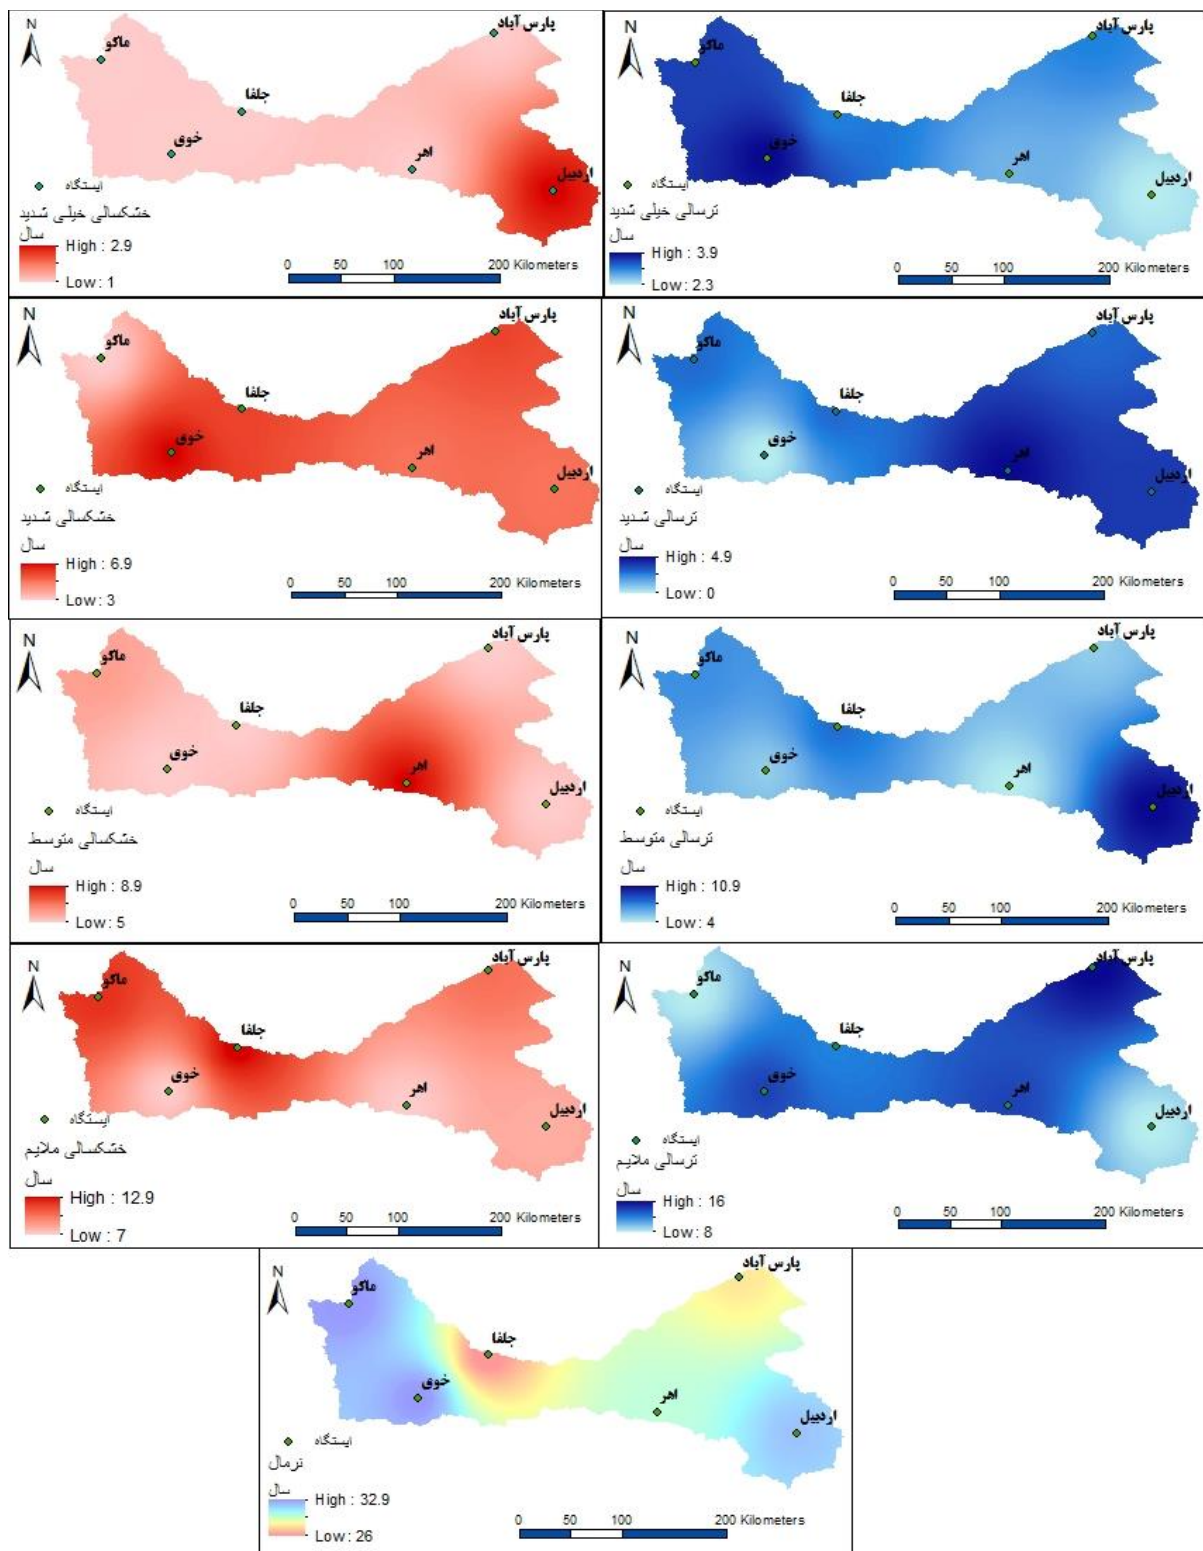 N
ماکو
پارس آباد
جلفا
خوی
اهر
اردبیل
ایستگاه
خشکسالی خیلی شدید
سال
High : 2.9
Low : 1
0 50 100 200 Kilometers
N
ماکو
پارس آباد
جلفا
خوی
اهر
اردبیل
ایستگاه
ترسالی خیلی شدید
سال
High : 3.9
Low : 2.3
0 50 100 200 Kilometers
N
ماکو
پارس آباد
جلفا
خوی
اهر
اردبیل
ایستگاه
خشکسالی شدید
سال
High : 6.9
Low : 3
0 50 100 200 Kilometers
N
ماکو
پارس آباد
جلفا
خوی
اهر
اردبیل
ایستگاه
ترسالی شدید
سال
High : 4.9
Low : 0
0 50 100 200 Kilometers
N
ماکو
پارس آباد
جلفا
خوی
اهر
اردبیل
ایستگاه
خشکسالی متوسط
سال
High : 8.9
Low : 5
0 50 100 200 Kilometers
N
ماکو
پارس آباد
جلفا
خوی
اهر
اردبیل
ایستگاه
ترسالی متوسط
سال
High : 10.9
Low : 4
0 50 100 200 Kilometers
N
ماکو
پارس آباد
جلفا
خوی
اهر
اردبیل
ایستگاه
خشکسالی ملایم
سال
High : 12.9
Low : 7
0 50 100 200 Kilometers
N
ماکو
پارس آباد
جلفا
خوی
اهر
اردبیل
ایستگاه
ترسالی ملایم
سال
High : 16
Low : 8
0 50 100 200 Kilometers
N
ماکو
پارس آباد
جلفا
خوی
اهر
اردبیل
ایستگاه
نرمال
سال
High : 32.9
Low : 26
0 50 100 200 Kilometers